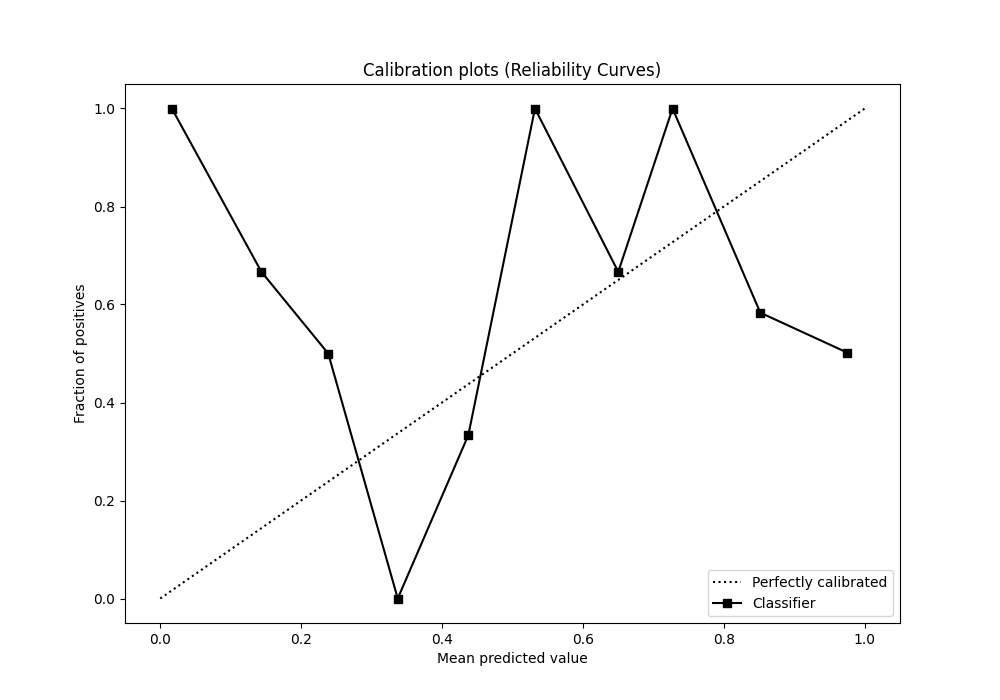 Calibration plots (Reliability Curves)
1.0
0.8
0.6
0.4
0.2
0.0
Fraction of positives
0.0 0.2 0.4 0.6 0.8 1.0
Mean predicted value
Perfectly calibrated
Classifier